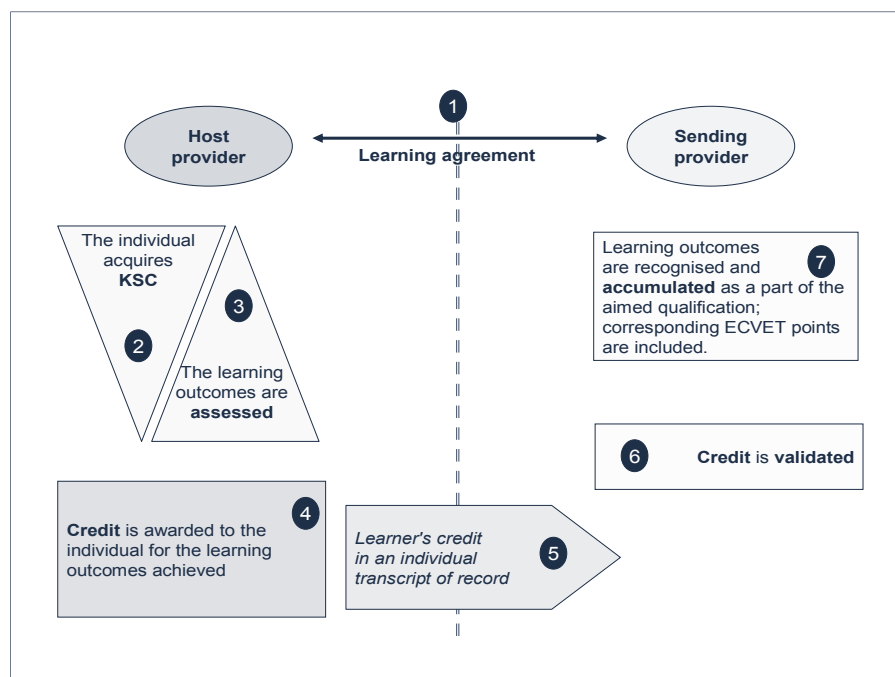 1
Host
provider
Learning agreement
Sending
provider
The individual
acquires
KSC
2
3
The learning
outcomes are
assessed
4
Credit is awarded to the
individual for the learning
outcomes achieved
Learner's credit
in an individual
transcript of record
5
6
Credit is validated
7
Learning outcomes
are recognised and
accumulated as a part of the
aimed qualification;
corresponding ECVET points
are included.